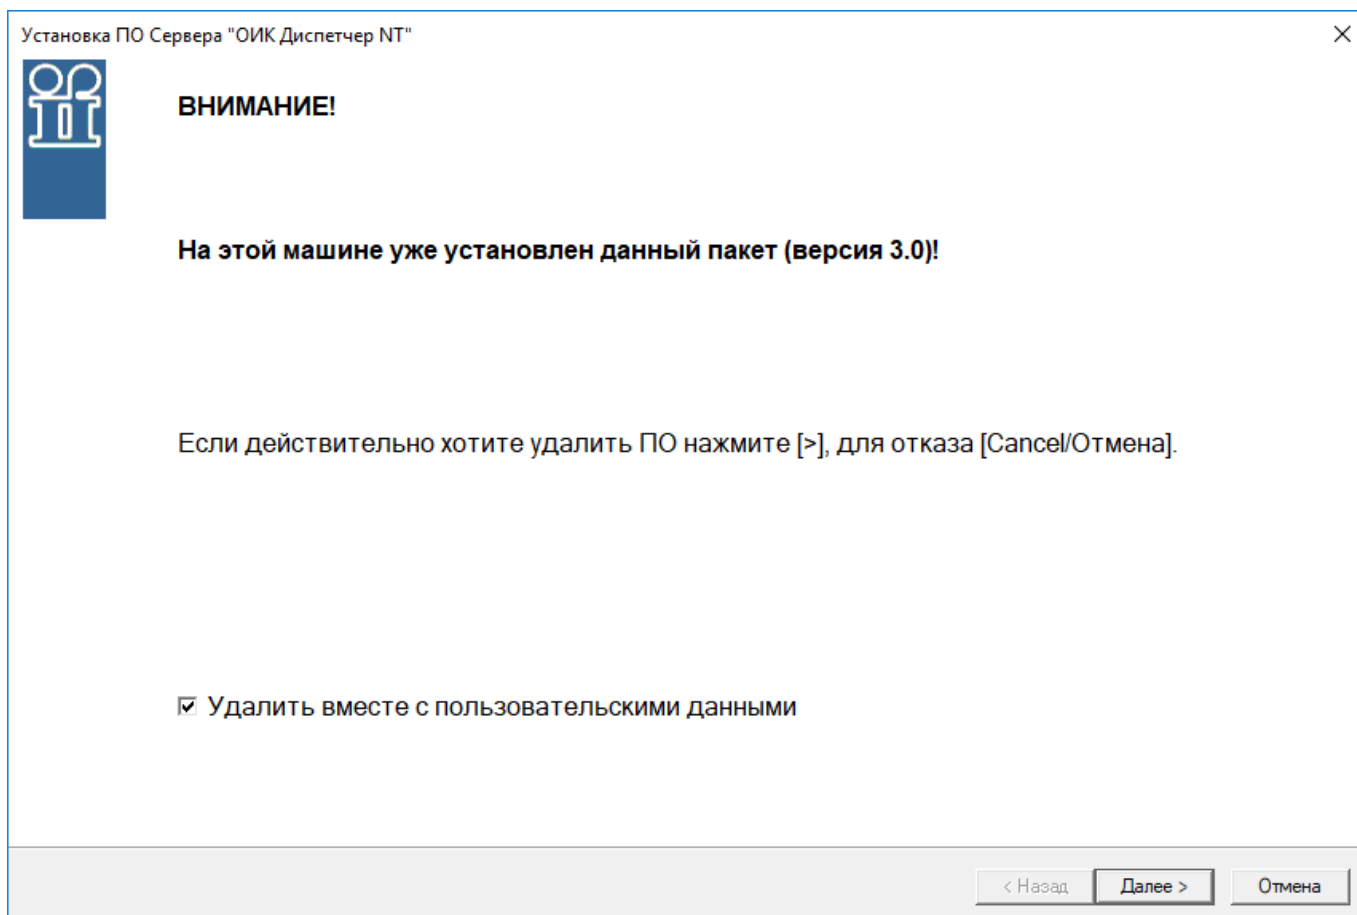 Установка ПО Сервера "ОИК Диспетчер NT"
ВНИМАНИЕ!
На этой машине уже установлен данный пакет (версия 3.0)!
Если действительно хотите удалить ПО нажмите [>], для отказа [Cancel/Отмена].
Удалить вместе с пользовательскими данными
< Назад
Далее >
Отмена